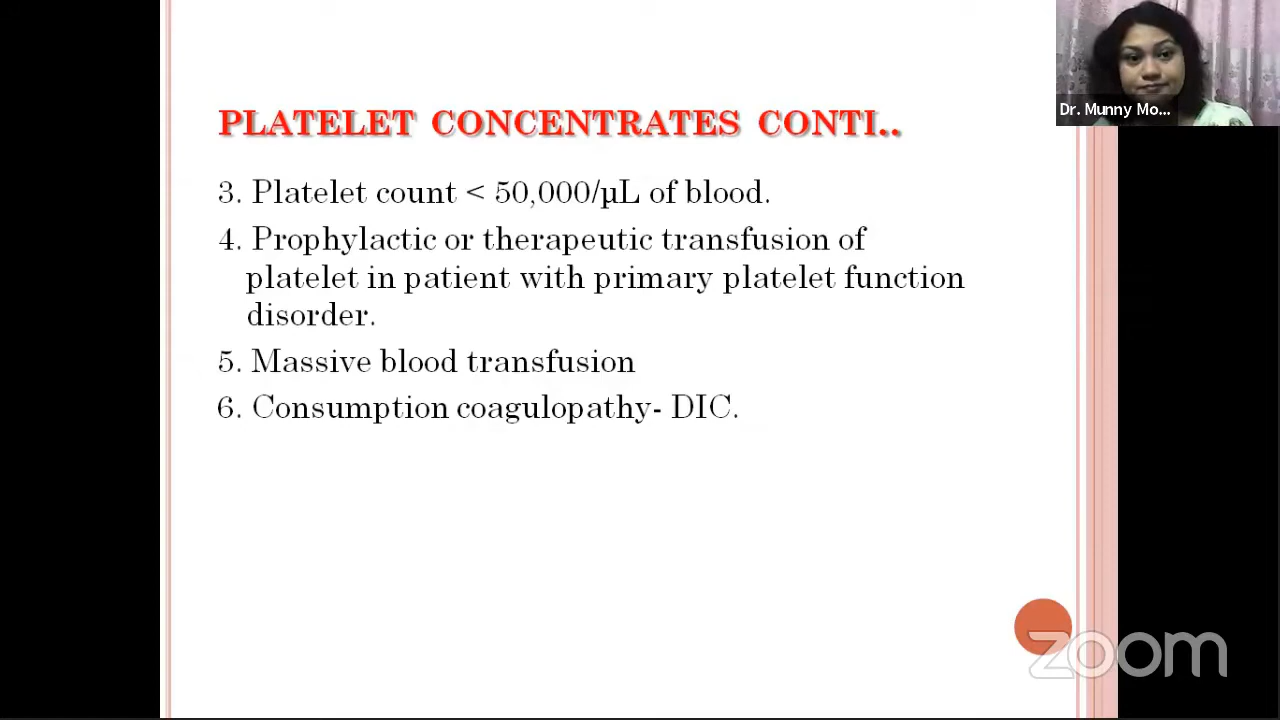 Dr. Munny Mo...
PLATELET CONCENTRATES CONTI..
3. Platelet count < 50,000/µL of blood.
4. Prophylactic or therapeutic transfusion of
platelet in patient with primary platelet function
disorder.
5. Massive blood transfusion
6. Consumption coagulopathy- DIC.
zoom